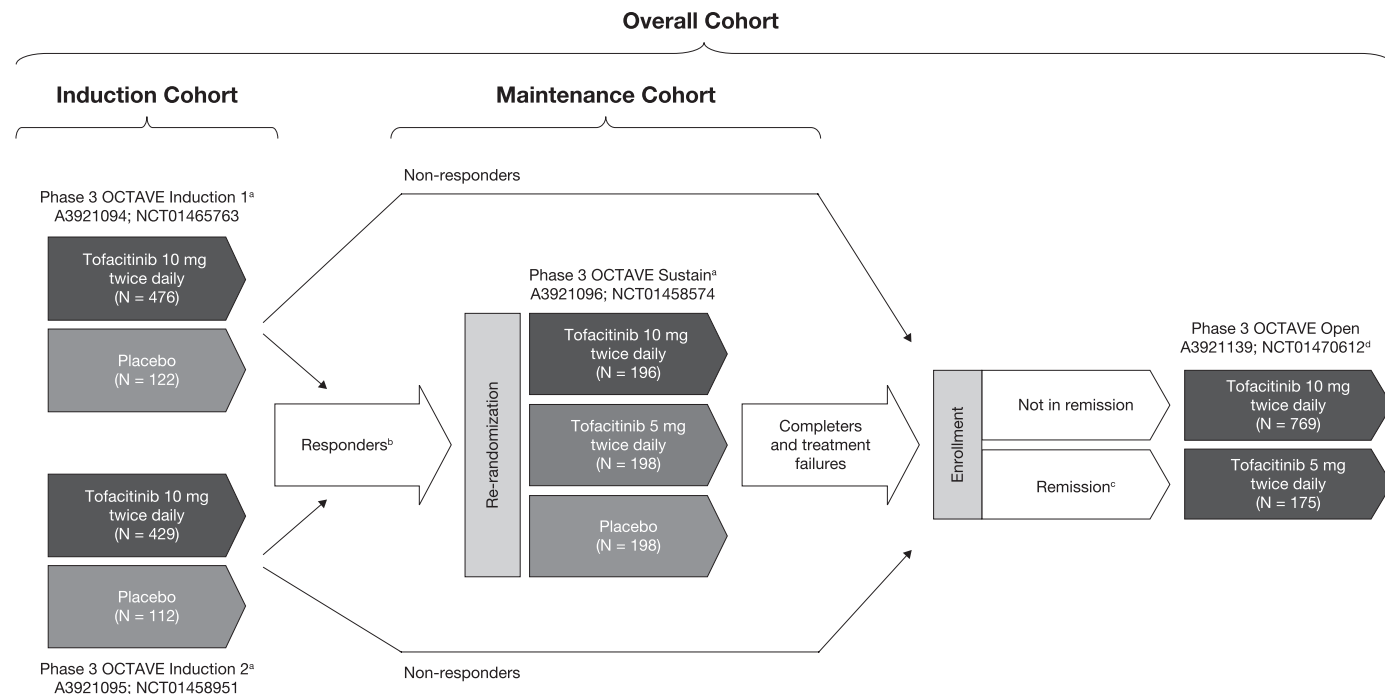 Overall Cohort
Induction Cohort
Maintenance Cohort
Non-responders
Phase 3 OCTAVE Induction 1ᵃ
A3921094; NCT01465763
Tofacitinib 10 mg
twice daily
(N = 476)
Placebo
(N = 122)
Respondersᵇ
Tofacitinib 10 mg
twice daily
(N = 429)
Placebo
(N = 112)
Phase 3 OCTAVE Induction 2ᵃ
A3921095; NCT01458951
Re-randomization
Phase 3 OCTAVE Sustainᵃ
A3921096; NCT01458574
Tofacitinib 10 mg
twice daily
(N = 196)
Tofacitinib 5 mg
twice daily
(N = 198)
Placebo
(N = 198)
Completers
and treatment
failures
Non-responders
Enrollment
Not in remission
Remissionᶜ
Phase 3 OCTAVE Open
A3921139; NCT01470612ᵈ
Tofacitinib 10 mg
twice daily
(N = 769)
Tofacitinib 5 mg
twice daily
(N = 175)